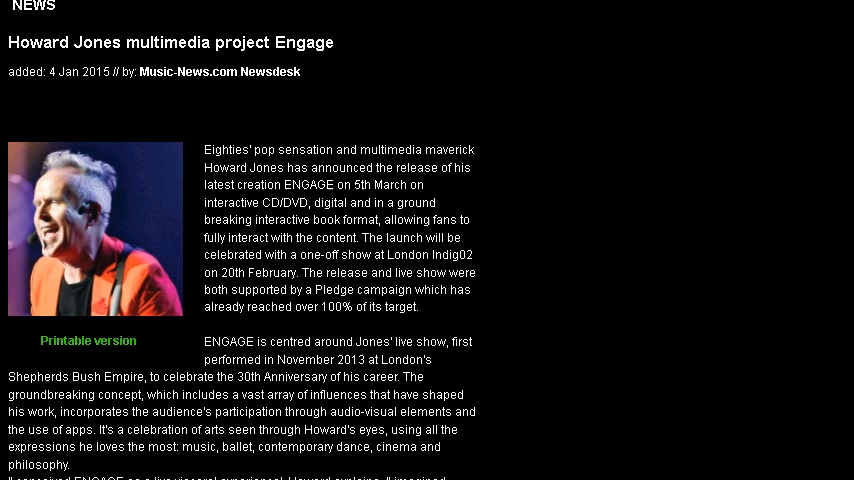 NEWS
Howard Jones multimedia project Engage
added: 4 Jan 2015 // by: Music-News.com Newsdesk
Eighties' pop sensation and multimedia maverick
Howard Jones has announced the release of his
latest creation ENGAGE on 5th March on
interactive CD/DVD, digital and in a ground
breaking interactive book format, allowing fans to
fully interact with the content. The launch will be
celebrated with a one-off show at London Indig02
on 20th February. The release and live show were
both supported by a Pledge campaign which has
already reached over 100% of its target.
Printable version
ENGAGE is centred around Jones' live show, first
performed in November 2013 at London's
Shepherds Bush Empire, to celebrate the 30th Anniversary of his career. The
groundbreaking concept, which includes a vast array of influences that have shaped
his work, incorporates the audience's participation through audio-visual elements and
the use of apps. It's a celebration of arts seen through Howard's eyes, using all the
expressions he loves the most: music, ballet, contemporary dance, cinema and
philosophy.